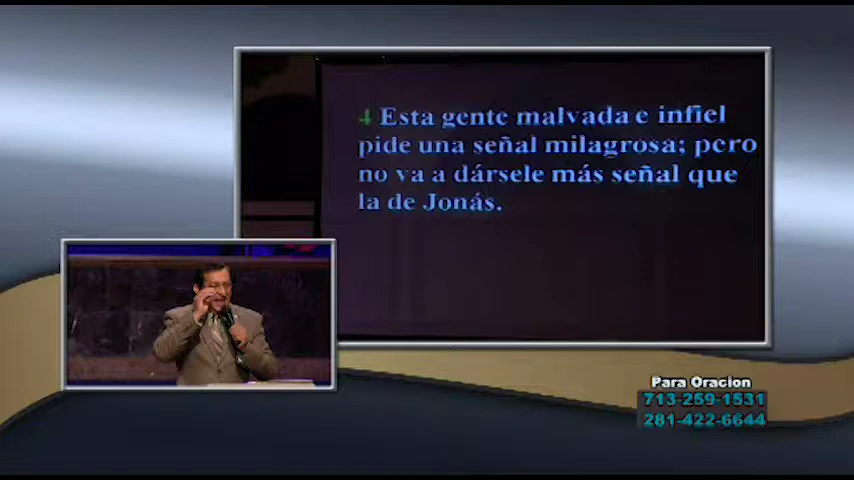 4 Esta gente malvada e infiel
pide una señal milagrosa; pero
no va a dársele más señal que
la de Jonás.
Para Oracion
713-259-1531
281-422-6644